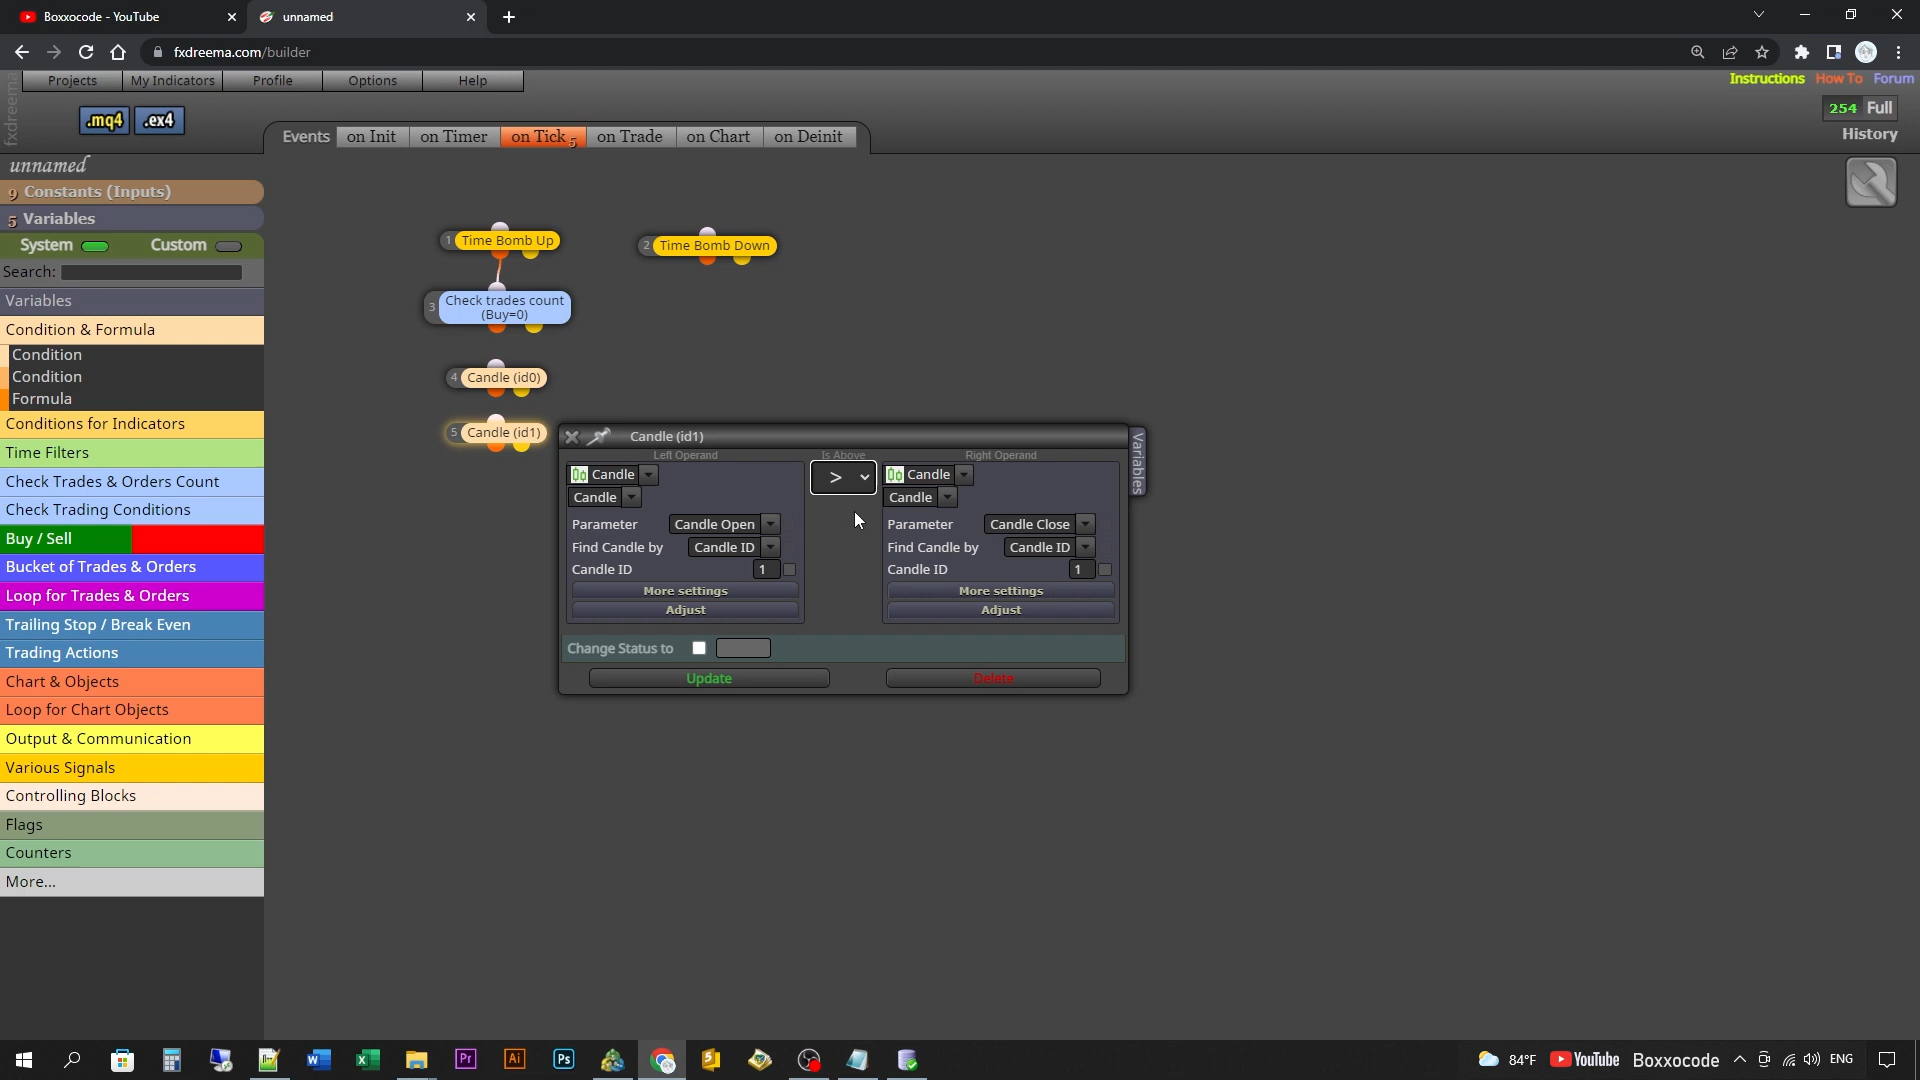 Boxxocode - YouTube
unnamed
fxdreema.com/builder
fxdreema
Projects
My Indicators
Profile
Options
Help
Instructions
How To
Forum
.mq4
.ex4
254 Full
History
Events
on Init
on Timer
on Tick 5
on Trade
on Chart
on Deinit
unnamed
9 Constants (Inputs)
5 Variables
System
Custom
Search:
Variables
Condition & Formula
Condition
Condition
Formula
Conditions for Indicators
Time Filters
Check Trades & Orders Count
Check Trading Conditions
Buy / Sell
Bucket of Trades & Orders
Loop for Trades & Orders
Trailing Stop / Break Even
Trading Actions
Chart & Objects
Loop for Chart Objects
Output & Communication
Various Signals
Controlling Blocks
Flags
Counters
More...
1 Time Bomb Up
2 Time Bomb Down
3 Check trades count
(Buy=0)
4 Candle (id0)
5 Candle (id1)
Candle (id1)
Variables
Left Operand
Is Above
Right Operand
Candle
>
Candle
Candle
Candle
Parameter
Candle Open
Parameter
Candle Close
Find Candle by
Candle ID
Find Candle by
Candle ID
Candle ID
1
Candle ID
1
More settings
More settings
Adjust
Adjust
Change Status to
Update
Delete
W
X
Pr
Ai
Ps
5
84°F
YouTube
Boxxocode
ENG